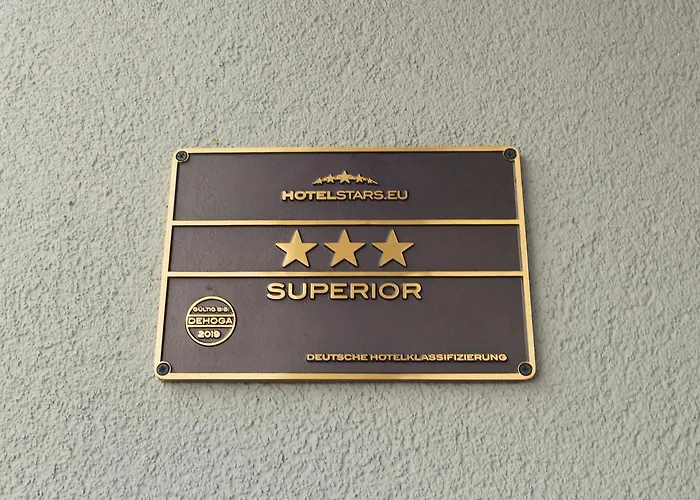 HOTELSTARS.EU
SUPERIOR
GÜLTIG BIS:
DEHOGA
2019
DEUTSCHE HOTELKLASSIFIZIERUNG